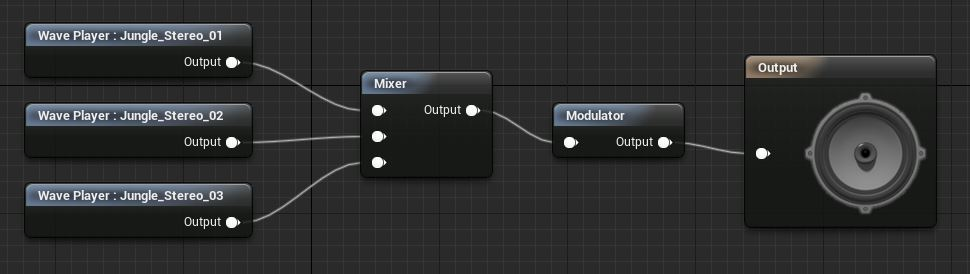 Wave Player : Jungle_Stereo_01
Output
Wave Player : Jungle_Stereo_02
Output
Wave Player : Jungle_Stereo_03
Output
Mixer
Output
Modulator
Output
Output